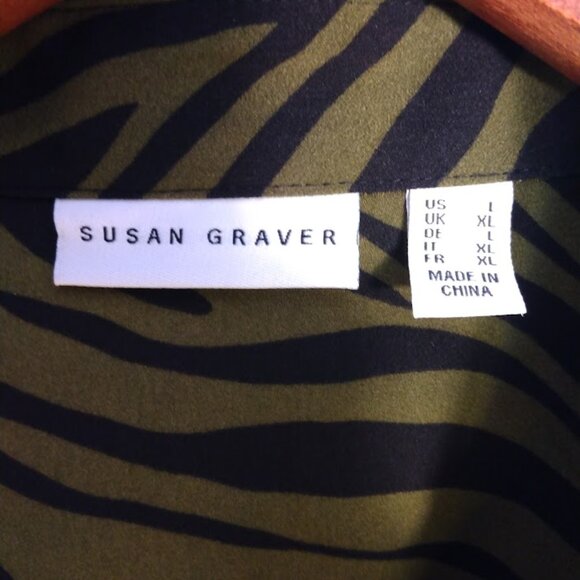 SUSAN GRAVER
US L
UK XL
DE L
IT XL
FR XL
MADE IN
CHINA